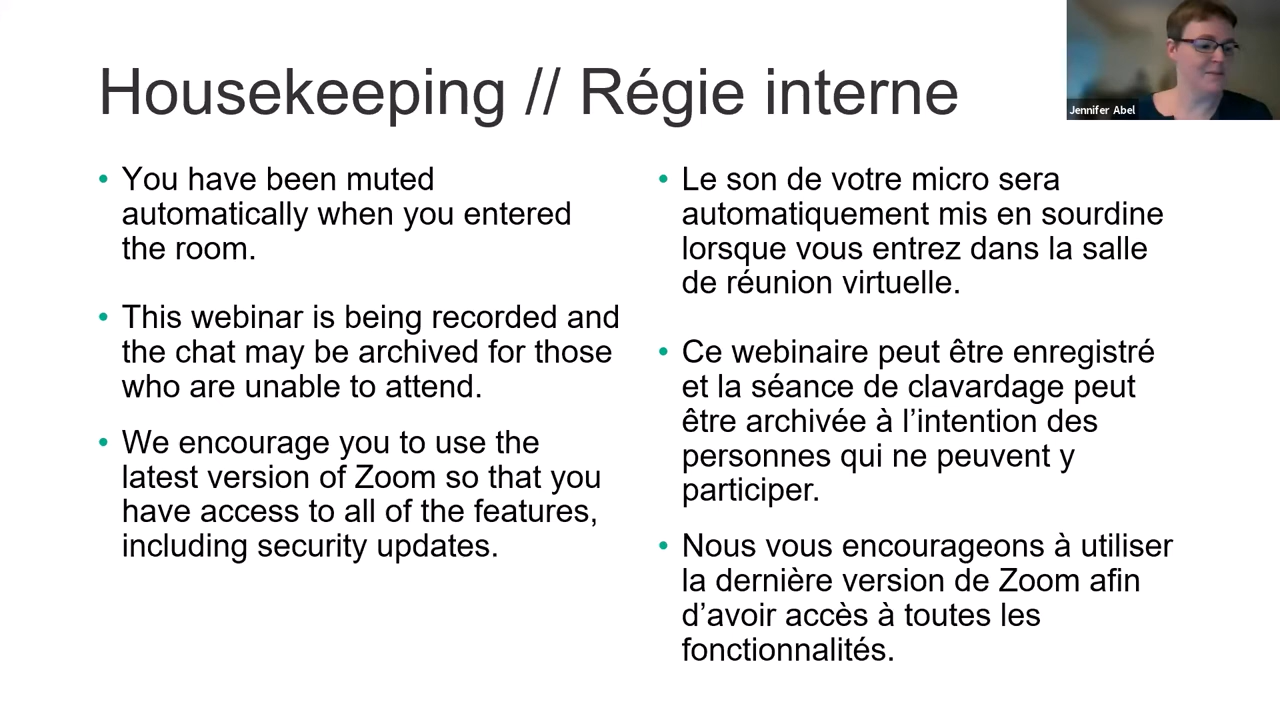 Housekeeping // Régie interne
Jennifer Abel
• You have been muted
automatically when you entered
the room.
• This webinar is being recorded and
the chat may be archived for those
who are unable to attend.
• We encourage you to use the
latest version of Zoom so that you
have access to all of the features,
including security updates.
• Le son de votre micro sera
automatiquement mis en sourdine
lorsque vous entrez dans la salle
de réunion virtuelle.
• Ce webinaire peut être enregistré
et la séance de clavardage peut
être archivée à l’intention des
personnes qui ne peuvent y
participer.
• Nous vous encourageons à utiliser
la dernière version de Zoom afin
d’avoir accès à toutes les
fonctionnalités.